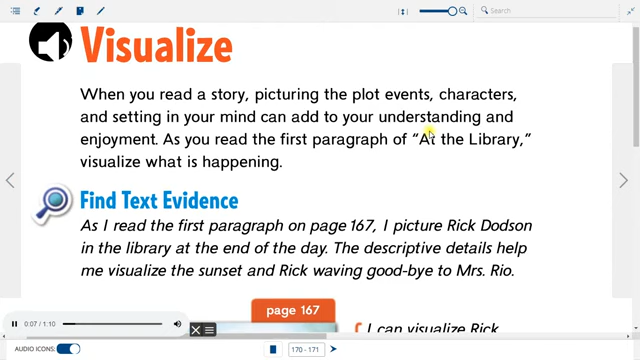 Search
Visualize
When you read a story, picturing the plot events, characters,
and setting in your mind can add to your understanding and
enjoyment. As you read the first paragraph of “At the Library,”
visualize what is happening.
Find Text Evidence
As I read the first paragraph on page 167, I picture Rick Dodson
in the library at the end of the day. The descriptive details help
me visualize the sunset and Rick waving good-bye to Mrs. Rio.
page 167
I can visualize Rick
0:07 / 1:10
AUDIO ICONS:
170 - 171